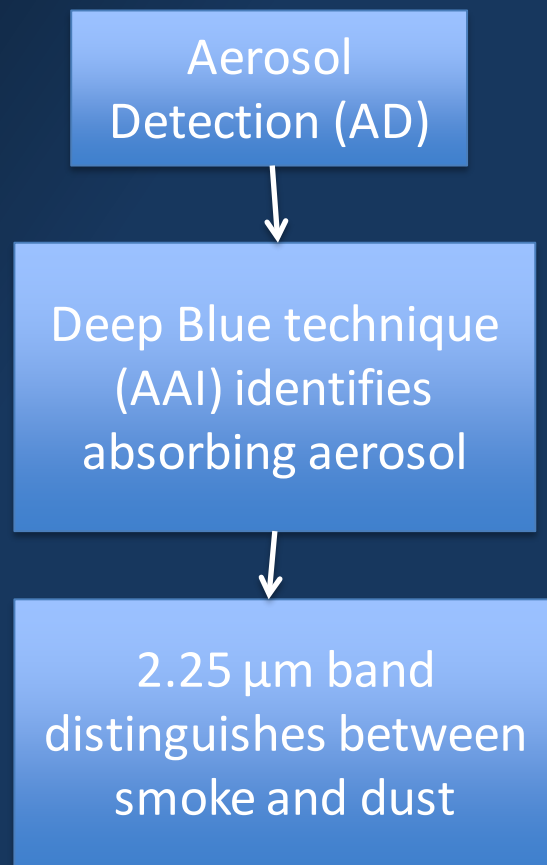 Aerosol
Detection (AD)
Deep Blue technique
(AAI) identifies
absorbing aerosol
2.25 µm band
distinguishes between
smoke and dust